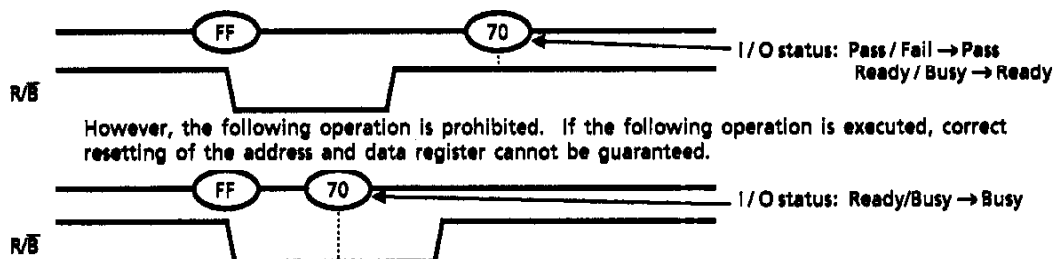 FF
70
I/O status: Pass/Fail → Pass
Ready/Busy → Ready
R/B̅
However, the following operation is prohibited. If the following operation is executed, correct
resetting of the address and data register cannot be guaranteed.
FF
70
I/O status: Ready/Busy → Busy
R/B̅